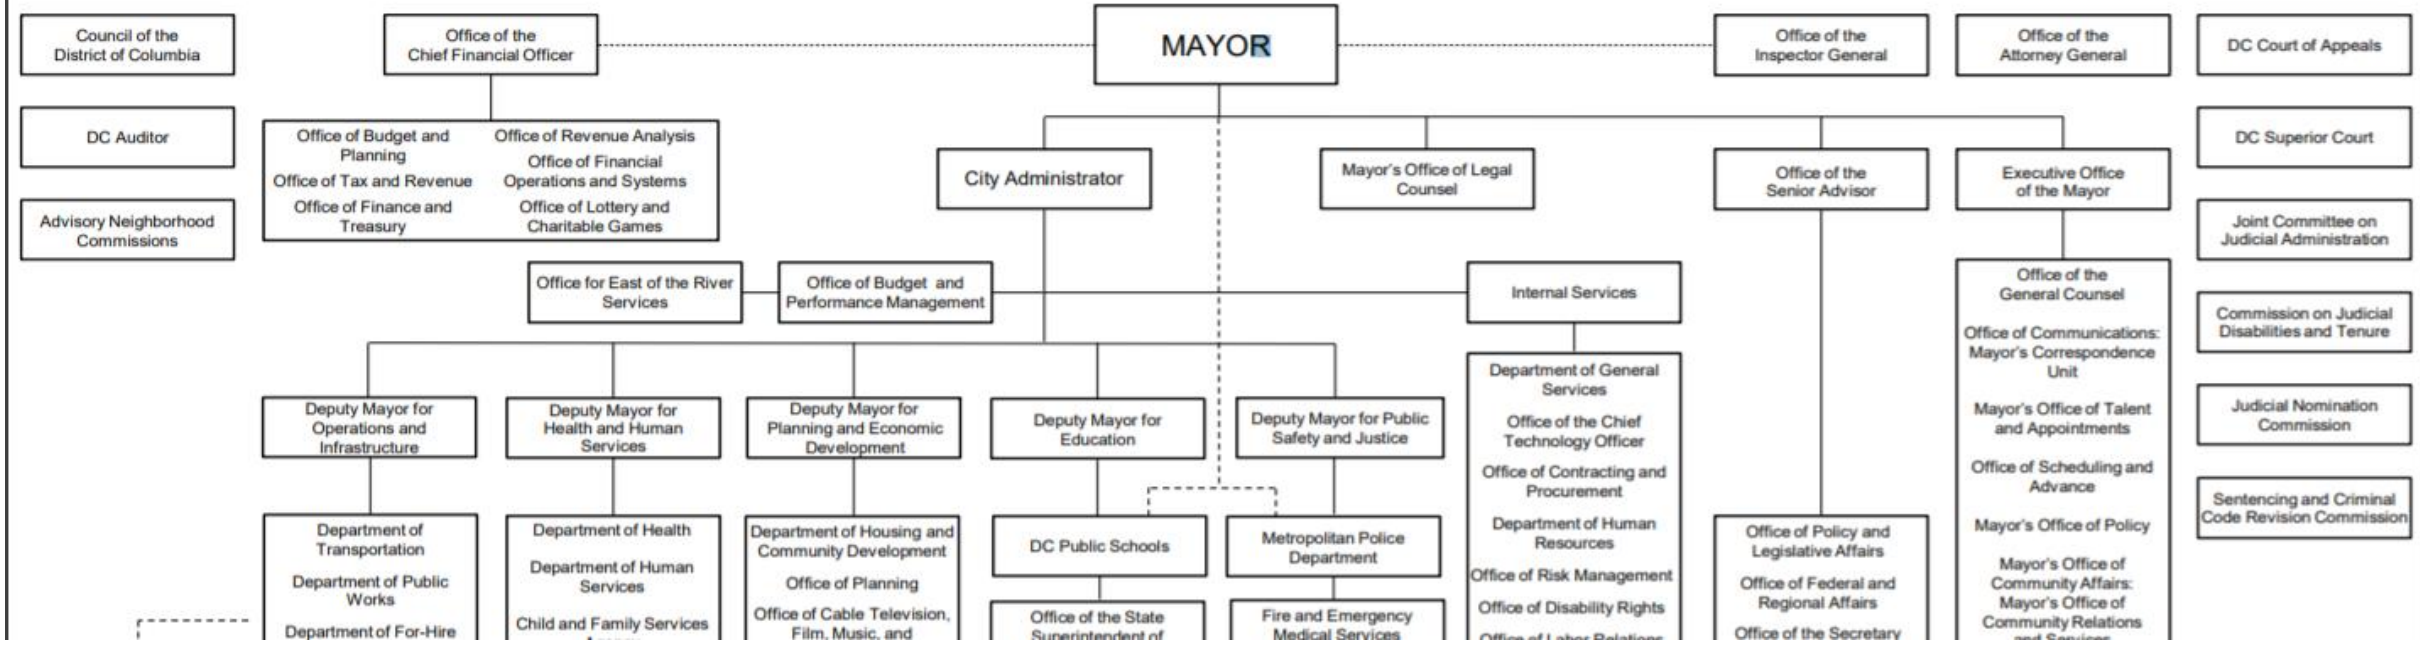 Council of the
District of Columbia
Office of the
Chief Financial Officer
MAYOR
Office of the
Inspector General
Office of the
Attorney General
DC Court of Appeals
DC Auditor
Office of Budget and
Planning
Office of Tax and Revenue
Office of Finance and
Treasury
Office of Revenue Analysis
Office of Financial
Operations and Systems
Office of Lottery and
Charitable Games
DC Superior Court
City Administrator
Mayor's Office of Legal
Counsel
Office of the
Senior Advisor
Executive Office
of the Mayor
Advisory Neighborhood
Commissions
Joint Committee on
Judicial Administration
Office for East of the River
Services
Office of Budget and
Performance Management
Internal Services
Office of the
General Counsel
Office of Communications:
Mayor's Correspondence
Unit
Mayor's Office of Talent
and Appointments
Office of Scheduling and
Advance
Mayor's Office of Policy
Mayor's Office of
Community Affairs:
Mayor's Office of
Community Relations
and Services
Commission on Judicial
Disabilities and Tenure
Judicial Nomination
Commission
Sentencing and Criminal
Code Revision Commission
Deputy Mayor for
Operations and
Infrastructure
Deputy Mayor for
Health and Human
Services
Deputy Mayor for
Planning and Economic
Development
Deputy Mayor for
Education
Deputy Mayor for Public
Safety and Justice
Department of General
Services
Office of the Chief
Technology Officer
Office of Contracting and
Procurement
Department of Human
Resources
Office of Risk Management
Office of Disability Rights
Office of Labor Relations
Department of
Transportation
Department of Public
Works
Department of For-Hire
Department of Health
Department of Human
Services
Child and Family Services
Department of Housing and
Community Development
Office of Planning
Office of Cable Television,
Film, Music, and
DC Public Schools
Office of the State
Superintendent of
Metropolitan Police
Department
Fire and Emergency
Medical Services
Office of Policy and
Legislative Affairs
Office of Federal and
Regional Affairs
Office of the Secretary